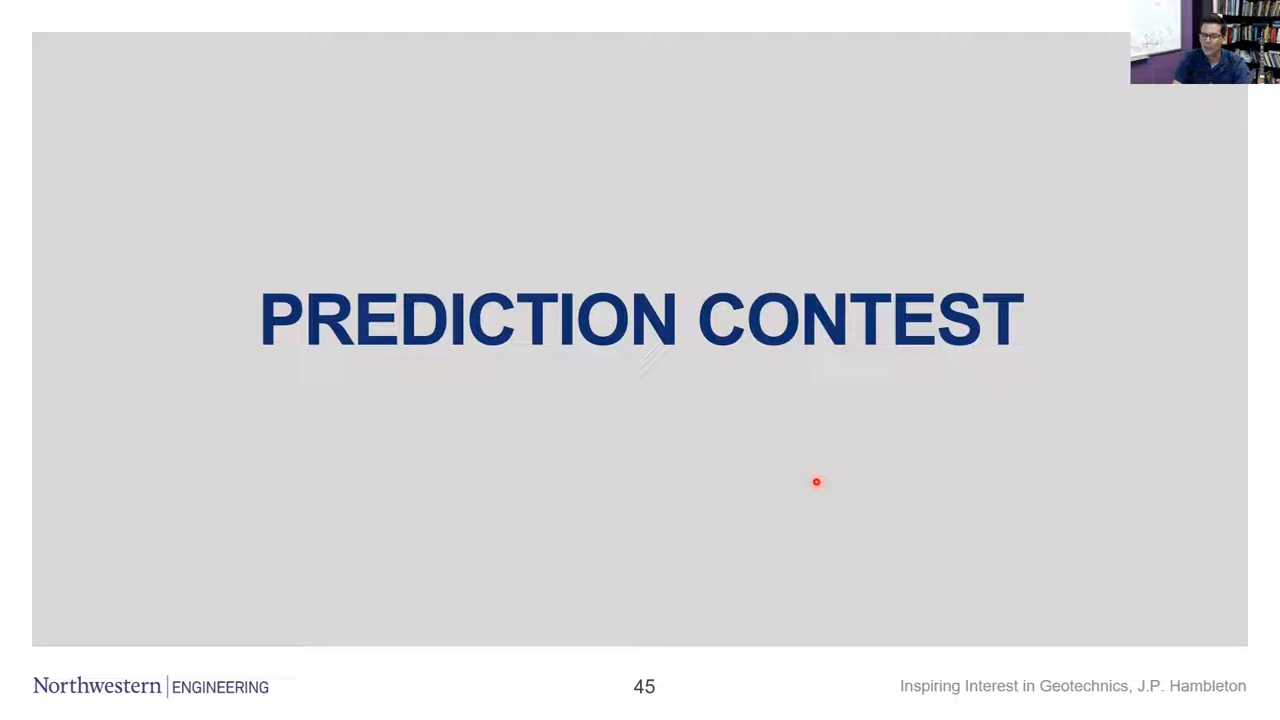 PREDICTION CONTEST
Northwestern | ENGINEERING
45
Inspiring Interest in Geotechnics, J.P. Hambleton